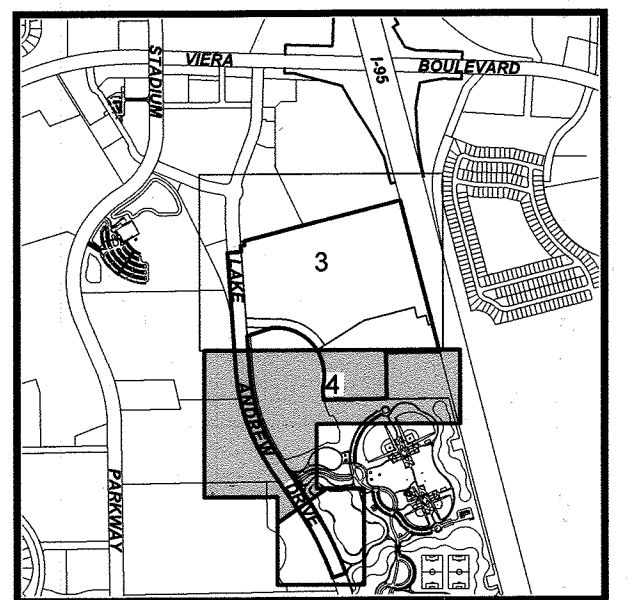 VIERA
BOULEVARD
I-95
STADIUM
3
LAKE
4
ANDREW
DRIVE
PARKWAY